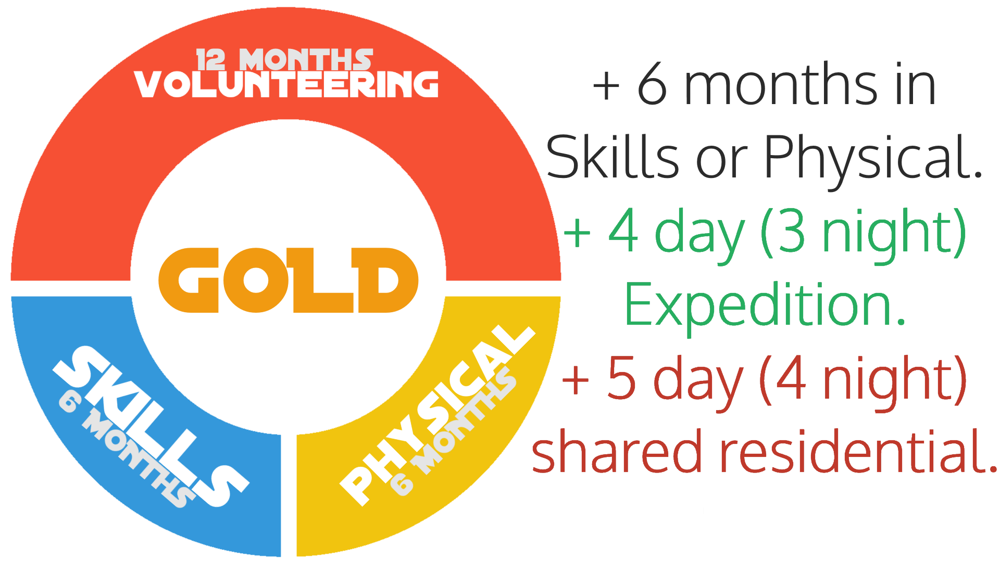 12 MONTHS
VOLUNTEERING
GOLD
SKILLS
6 MONTHS
PHYSICAL
6 MONTHS
+ 6 months in
Skills or Physical.
+ 4 day (3 night)
Expedition.
+ 5 day (4 night)
shared residential.